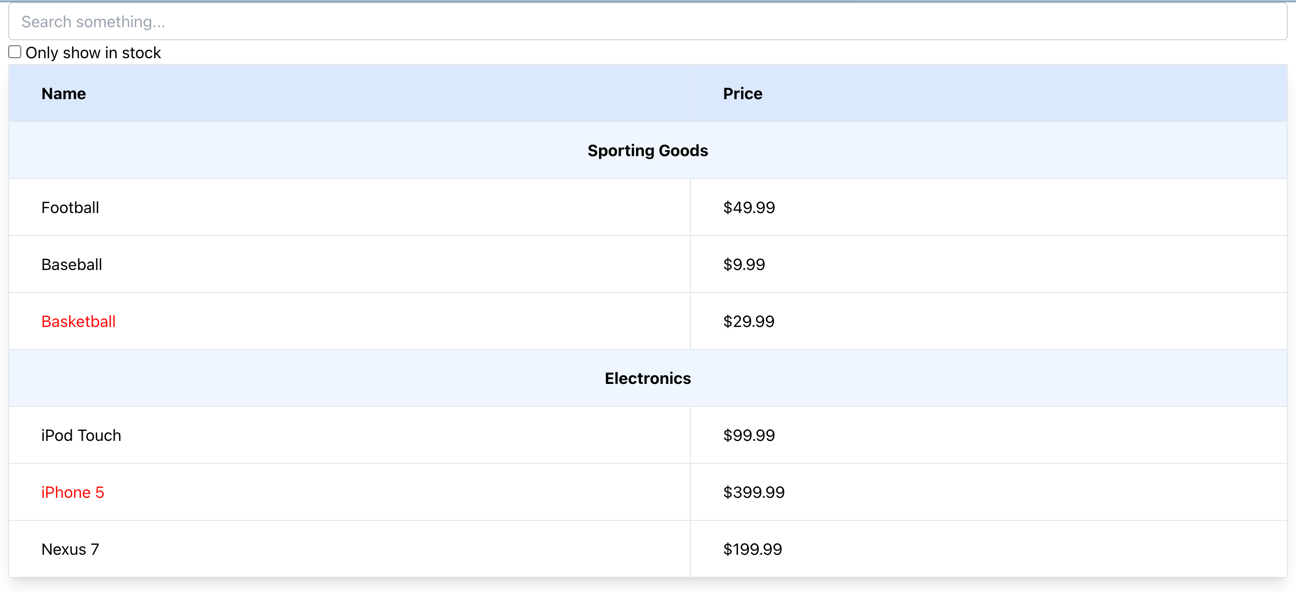 Search something...
Only show in stock
Name Price
Sporting Goods
Football $49.99
Baseball $9.99
Basketball $29.99
Electronics
iPod Touch $99.99
iPhone 5 $399.99
Nexus 7 $199.99